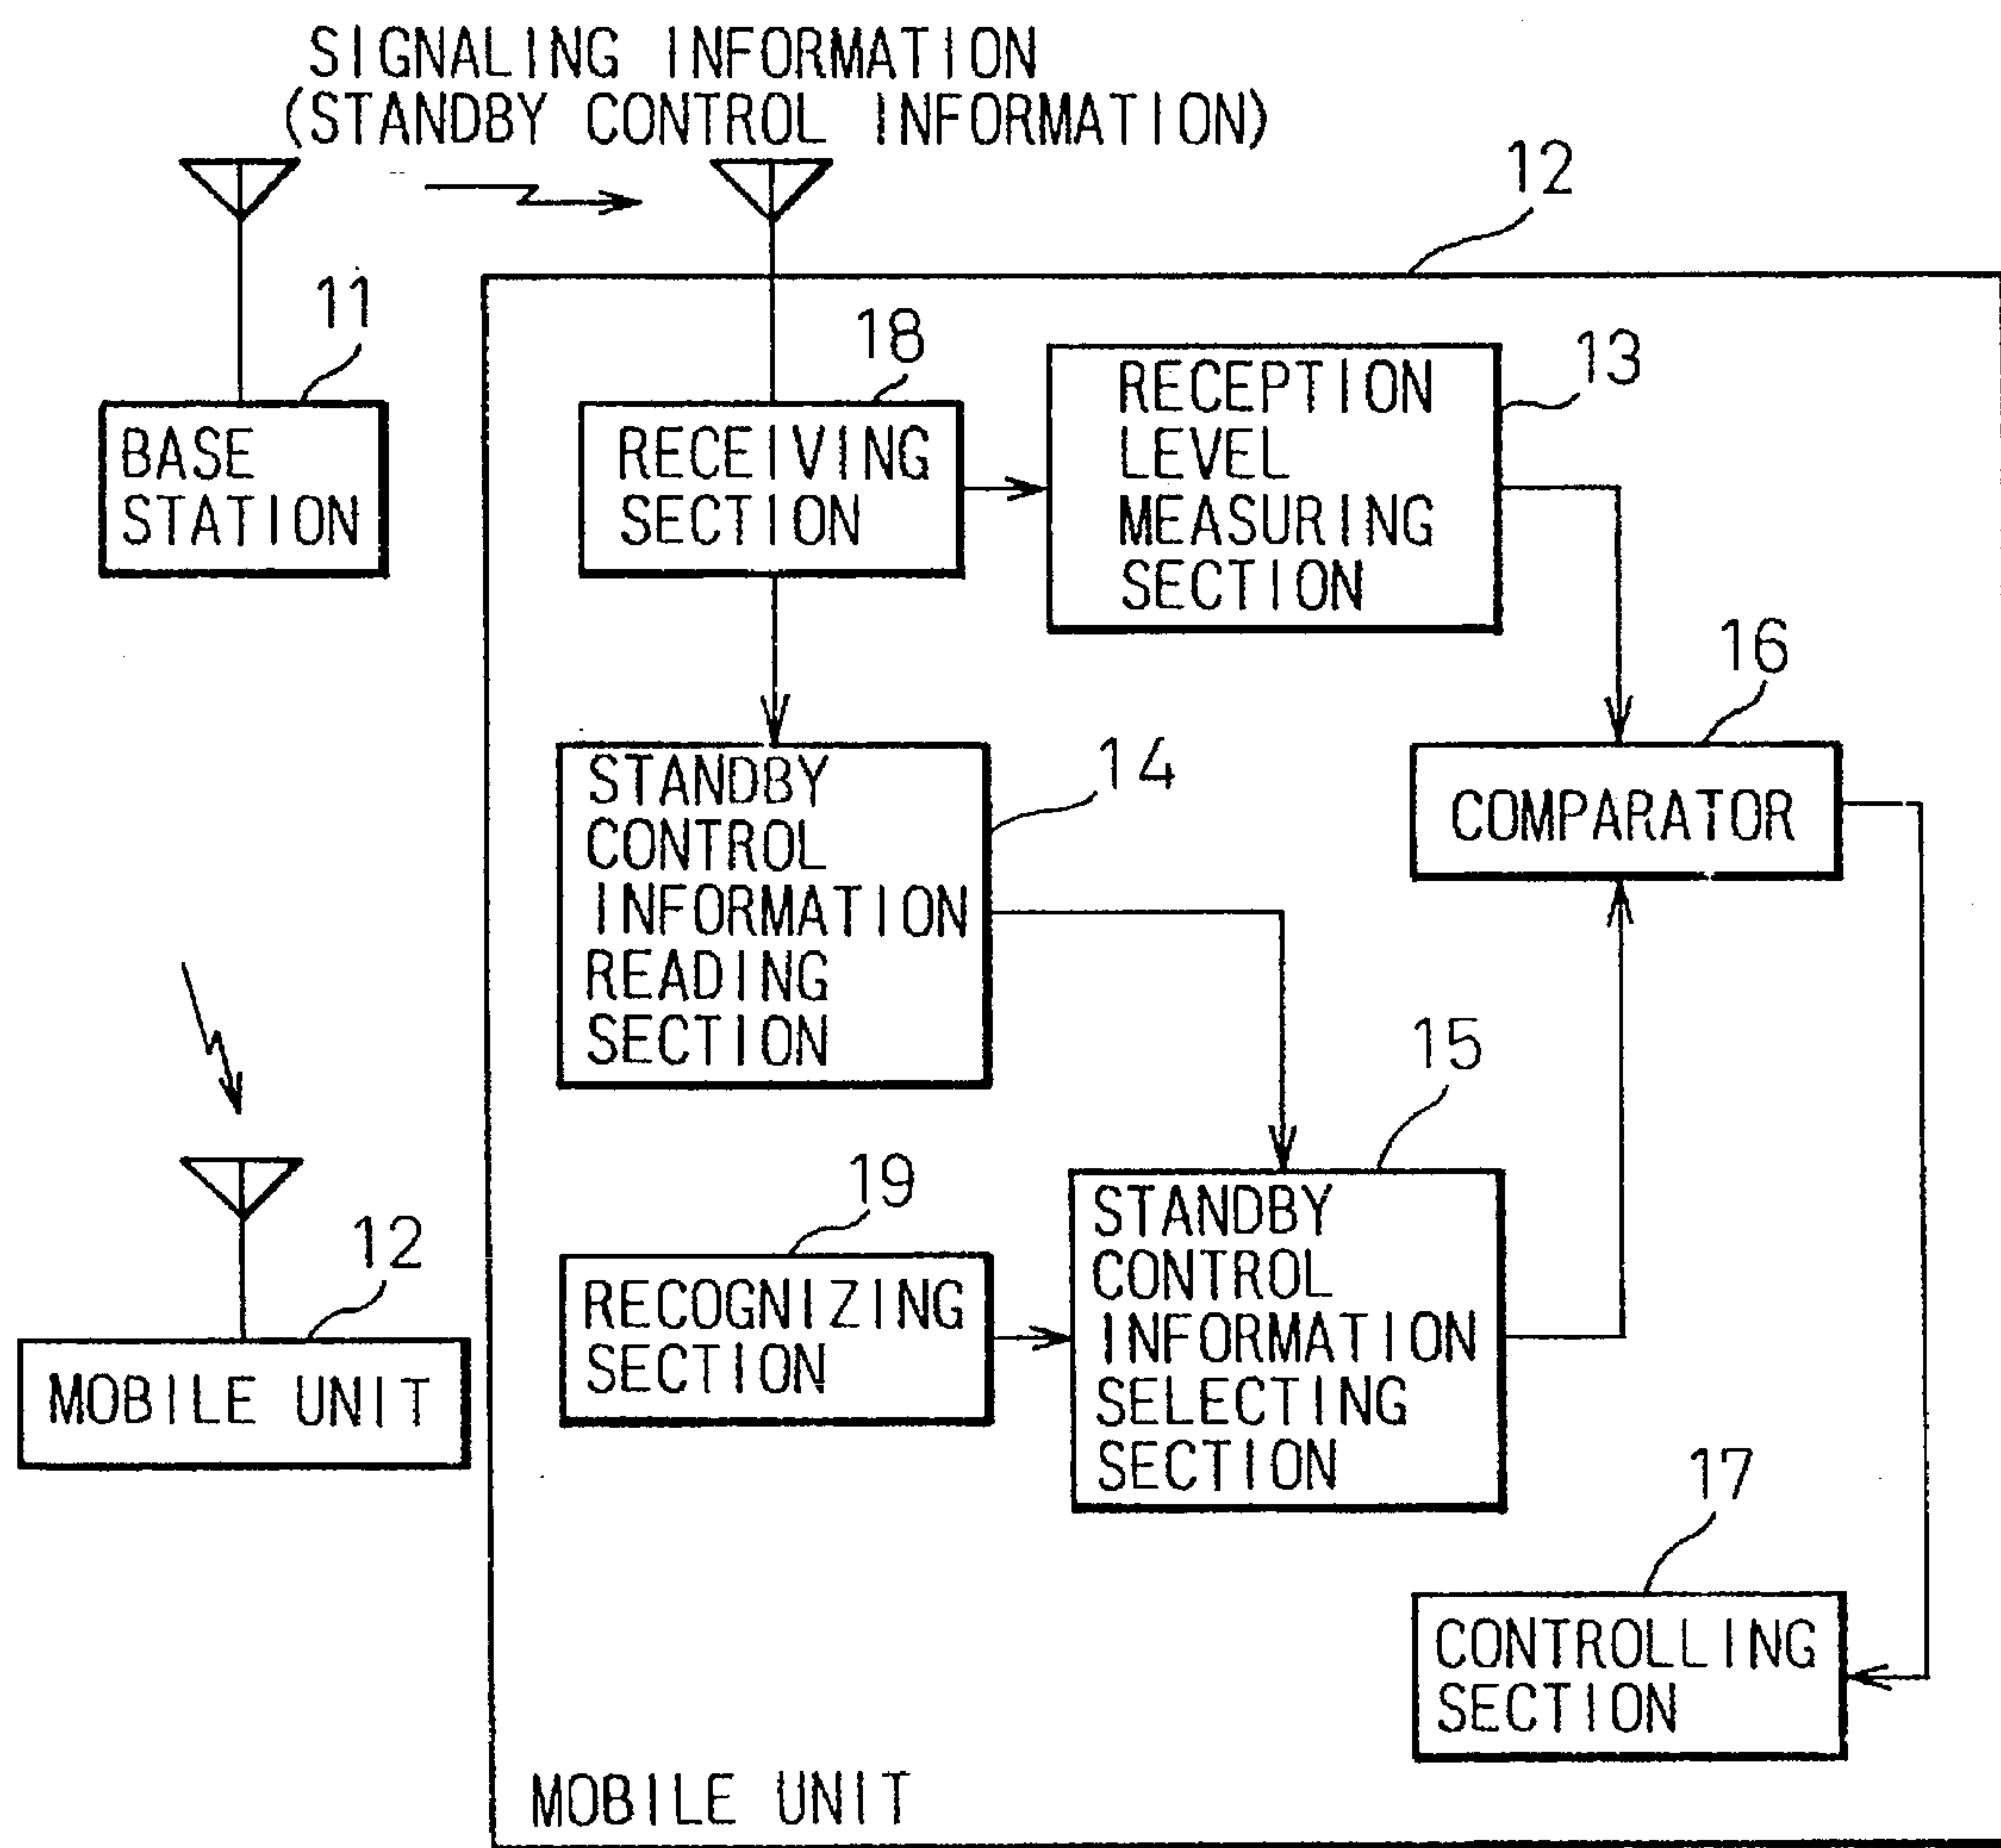 SIGNALING INFORMATION
(STANDBY CONTROL INFORMATION)
12
11
18
13
BASE
STATION
RECEIVING
SECTION
RECEPTION
LEVEL
MEASURING
SECTION
16
14
STANDBY
CONTROL
INFORMATION
READING
SECTION
COMPARATOR
15
19
12
STANDBY
CONTROL
INFORMATION
SELECTING
SECTION
RECOGNIZING
SECTION
MOBILE UNIT
17
CONTROLLING
SECTION
MOBILE UNIT